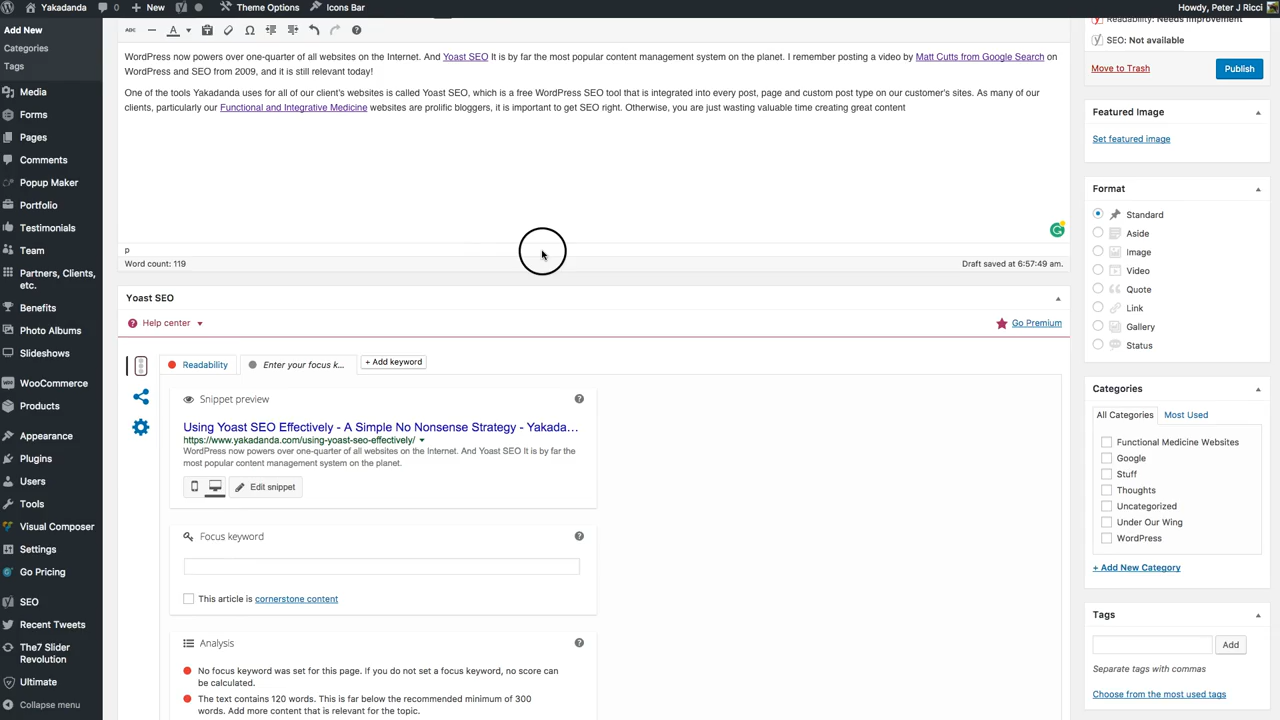 Yakadanda
0
New
Theme Options
Icons Bar
Howdy, Peter J Ricci
Add New
Categories
Tags
Media
Forms
Pages
Comments
Popup Maker
Portfolio
Testimonials
Team
Partners, Clients,
etc.
Benefits
Photo Albums
Slideshows
WooCommerce
Products
Appearance
Plugins
Users
Tools
Visual Composer
Settings
Go Pricing
SEO
Recent Tweets
The7 Slider
Revolution
Ultimate
Collapse menu
ABC
A
Ω
WordPress now powers over one-quarter of all websites on the Internet. And Yoast SEO It is by far the most popular content management system on the planet. I remember posting a video by Matt Cutts from Google Search on
WordPress and SEO from 2009, and it is still relevant today!
One of the tools Yakadanda uses for all of our client's websites is called Yoast SEO, which is a free WordPress SEO tool that is integrated into every post, page and custom post type on our customer's sites. As many of our
clients, particularly our Functional and Integrative Medicine websites are prolific bloggers, it is important to get SEO right. Otherwise, you are just wasting valuable time creating great content
p
Word count: 119
Draft saved at 6:57:49 am.
Yoast SEO
Help center
Go Premium
Readability
Enter your focus k...
+ Add keyword
Snippet preview
Using Yoast SEO Effectively - A Simple No Nonsense Strategy - Yakada...
https://www.yakadanda.com/using-yoast-seo-effectively/
WordPress now powers over one-quarter of all websites on the Internet. And Yoast SEO It is by far the
most popular content management system on the planet.
Edit snippet
Focus keyword
This article is cornerstone content
Analysis
No focus keyword was set for this page. If you do not set a focus keyword, no score can
be calculated.
The text contains 120 words. This is far below the recommended minimum of 300
words. Add more content that is relevant for the topic.
Readability: Needs improvement
SEO: Not available
Move to Trash
Publish
Featured Image
Set featured image
Format
Standard
Aside
Image
Video
Quote
Link
Gallery
Status
Categories
All Categories
Most Used
Functional Medicine Websites
Google
Stuff
Thoughts
Uncategorized
Under Our Wing
WordPress
+ Add New Category
Tags
Add
Separate tags with commas
Choose from the most used tags